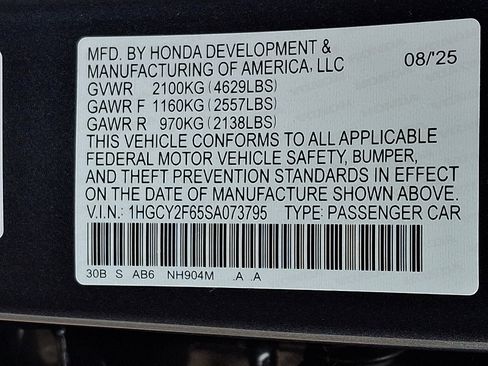 MFD. BY HONDA DEVELOPMENT &
MANUFACTURING OF AMERICA, LLC 08/'25
GVWR 2100KG (4629LBS)
GAWR F 1160KG (2557LBS)
GAWR R 970KG (2138LBS)
THIS VEHICLE CONFORMS TO ALL APPLICABLE
FEDERAL MOTOR VEHICLE SAFETY, BUMPER,
AND THEFT PREVENTION STANDARDS IN EFFECT
ON THE DATE OF MANUFACTURE SHOWN ABOVE.
V.I.N.: 1HGCY2F65SA073795 TYPE: PASSENGER CAR
30B S AB6 NH904M .A .A